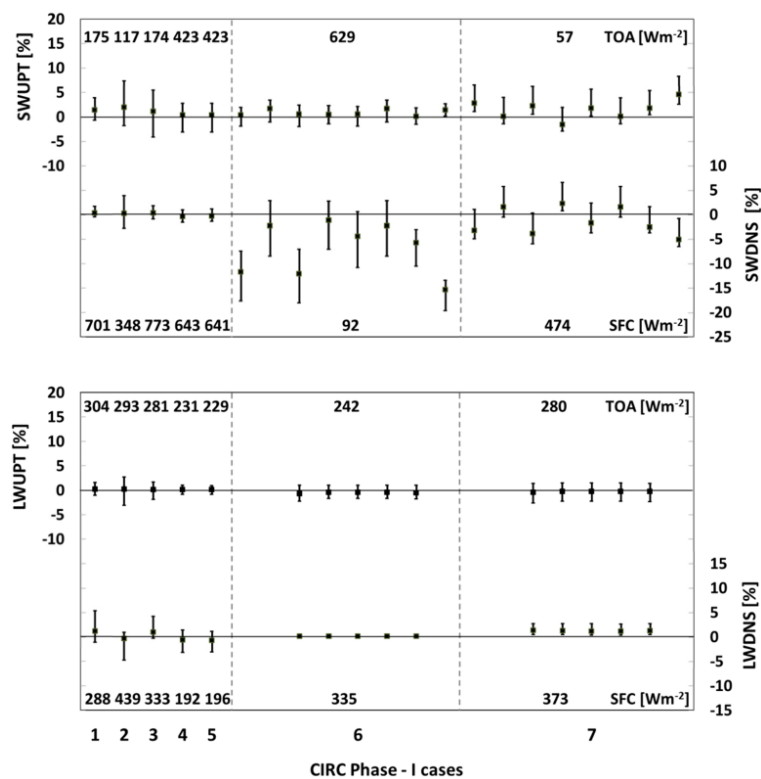 175 117 174 423 423 629 57 TOA [Wm-2]
SWUPT [%]
20
15
10
5
0
-5
-10
10
5
0
-5
-10
-15
-20
-25
SWDNS [%]
701 348 773 643 641 92 474 SFC [Wm-2]
304 293 281 231 229 242 280 TOA [Wm-2]
LWUPT [%]
20
15
10
5
0
-5
-10
15
10
5
0
-5
-10
-15
LWDNS [%]
288 439 333 192 196 335 373 SFC [Wm-2]
1 2 3 4 5 6 7
CIRC Phase - I cases